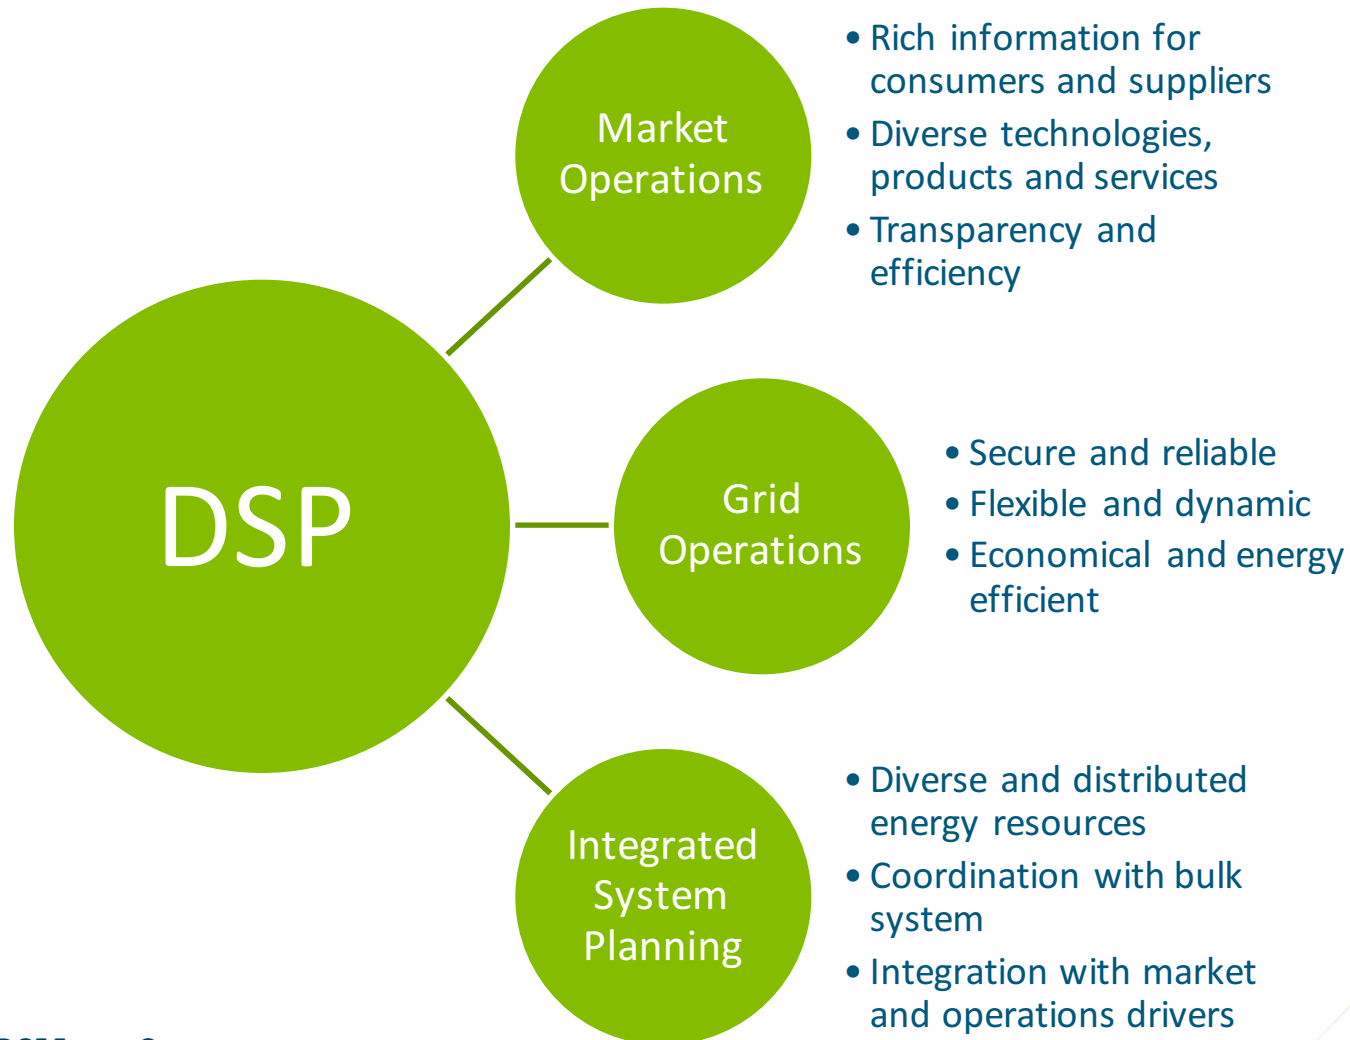 Market
Operations
• Rich information for
consumers and suppliers
• Diverse technologies,
products and services
• Transparency and
efficiency
DSP
Grid
Operations
• Secure and reliable
• Flexible and dynamic
• Economical and energy
efficient
Integrated
System
Planning
• Diverse and distributed
energy resources
• Coordination with bulk
system
• Integration with market
and operations drivers